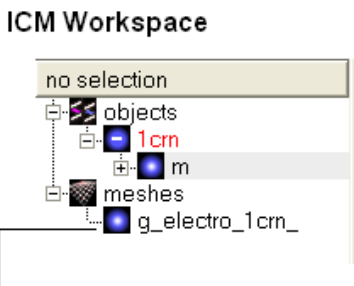 ICM Workspace
no selection
objects
1crn
m
meshes
g_electro_1crn_